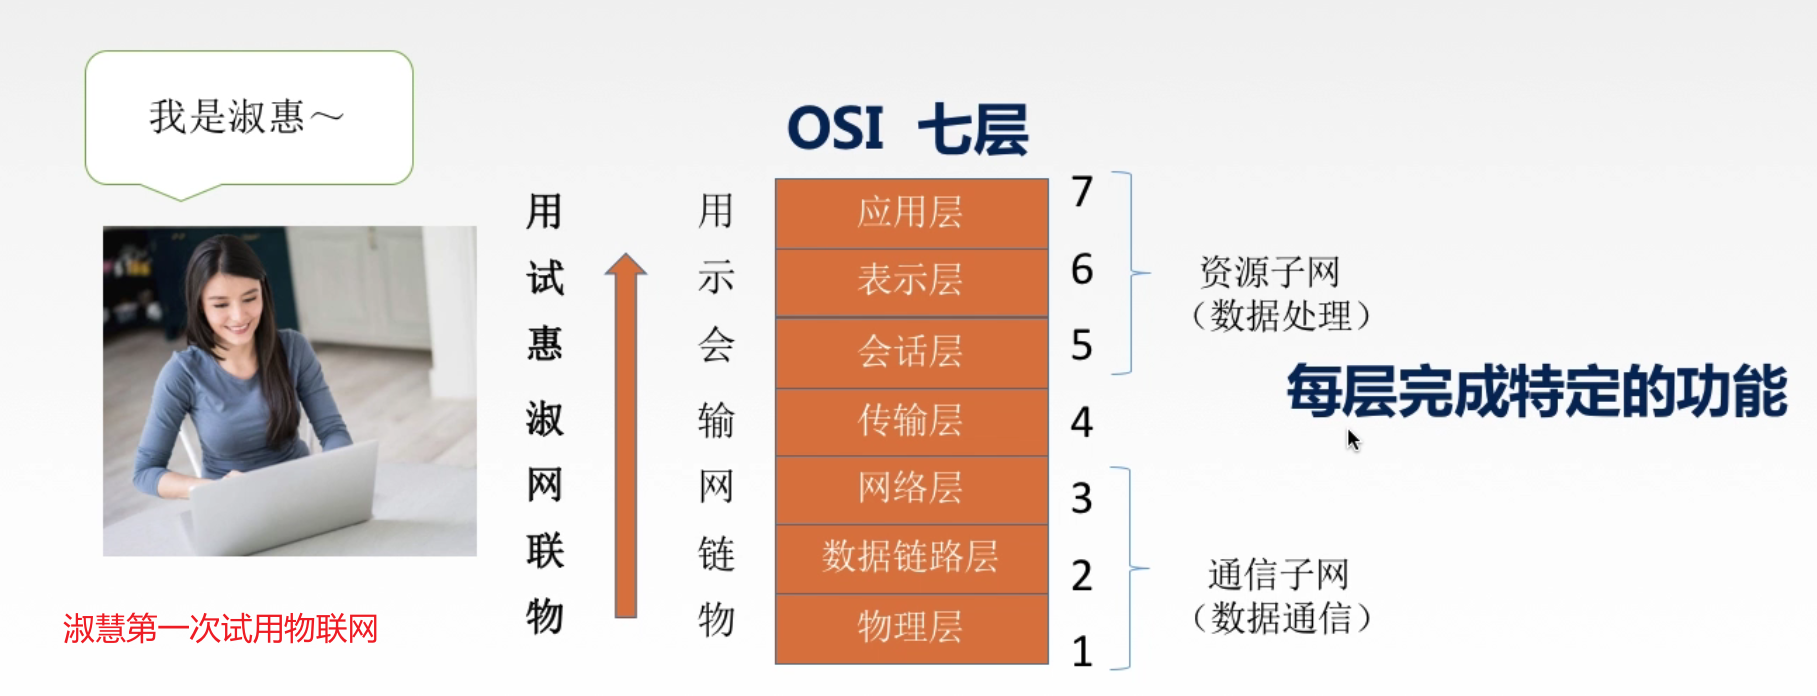 我是淑惠～
OSI 七层
用
试
惠
淑
网
联
物
用
示
会
输
网
链
物
应用层
表示层
会话层
传输层
网络层
数据链路层
物理层
7
6
5
4
3
2
1
资源子网
（数据处理）
每层完成特定的功能
通信子网
（数据通信）
淑慧第一次试用物联网